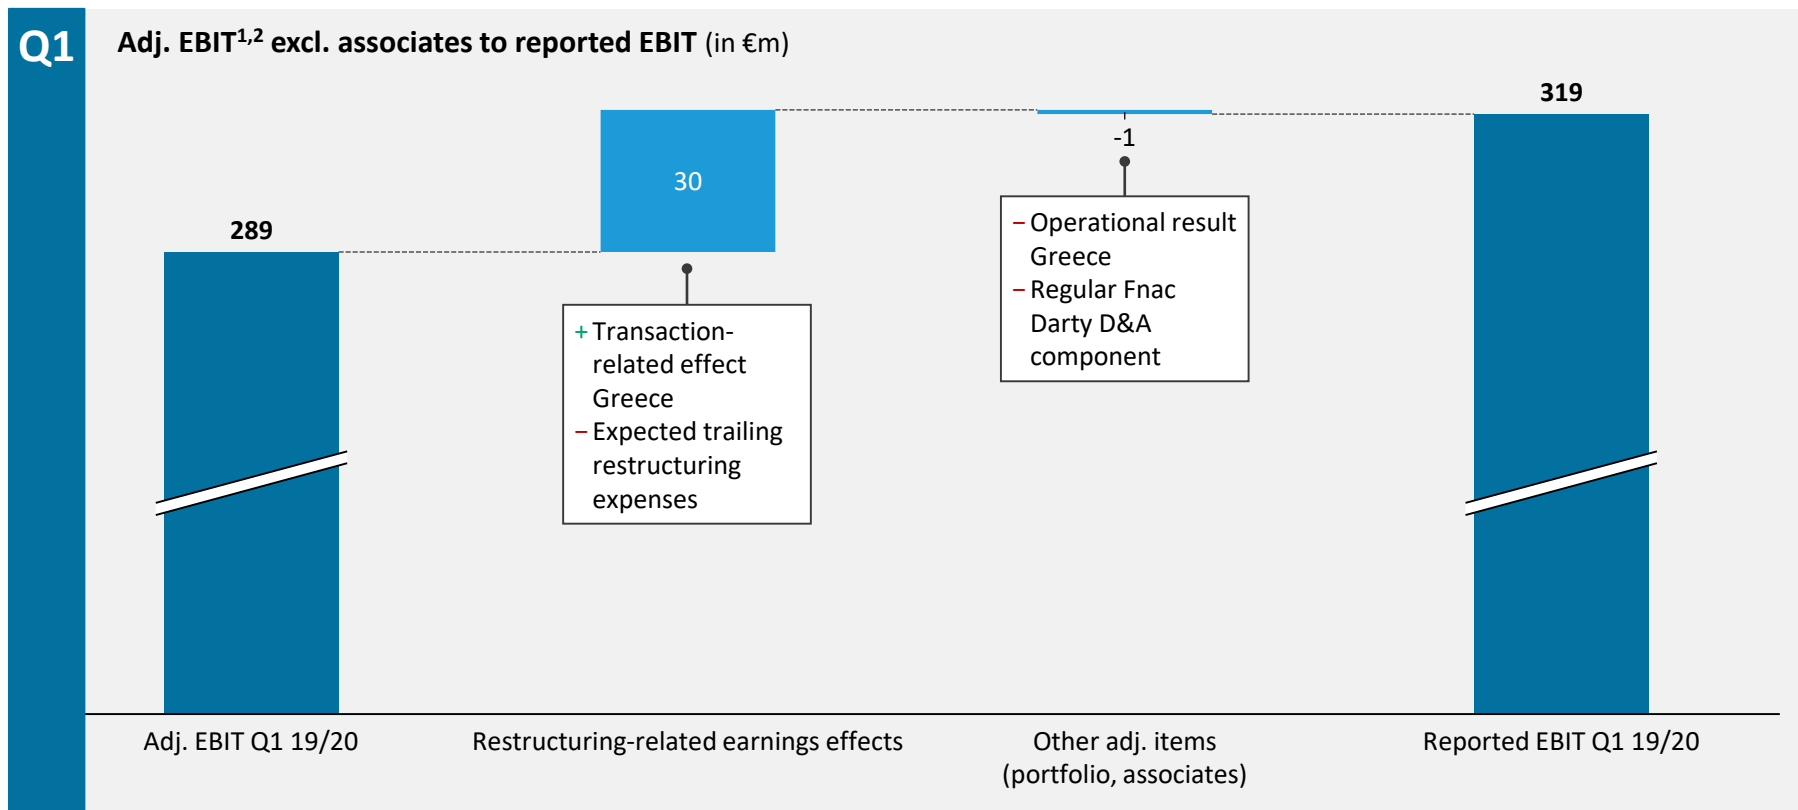 Q1
Adj. EBIT1,2 excl. associates to reported EBIT (in €m)
289
30
-1
319
+ Transaction-
related effect
Greece
– Expected trailing
restructuring
expenses
– Operational result
Greece
– Regular Fnac
Darty D&A
component
Adj. EBIT Q1 19/20
Restructuring-related earnings effects
Other adj. items
(portfolio, associates)
Reported EBIT Q1 19/20